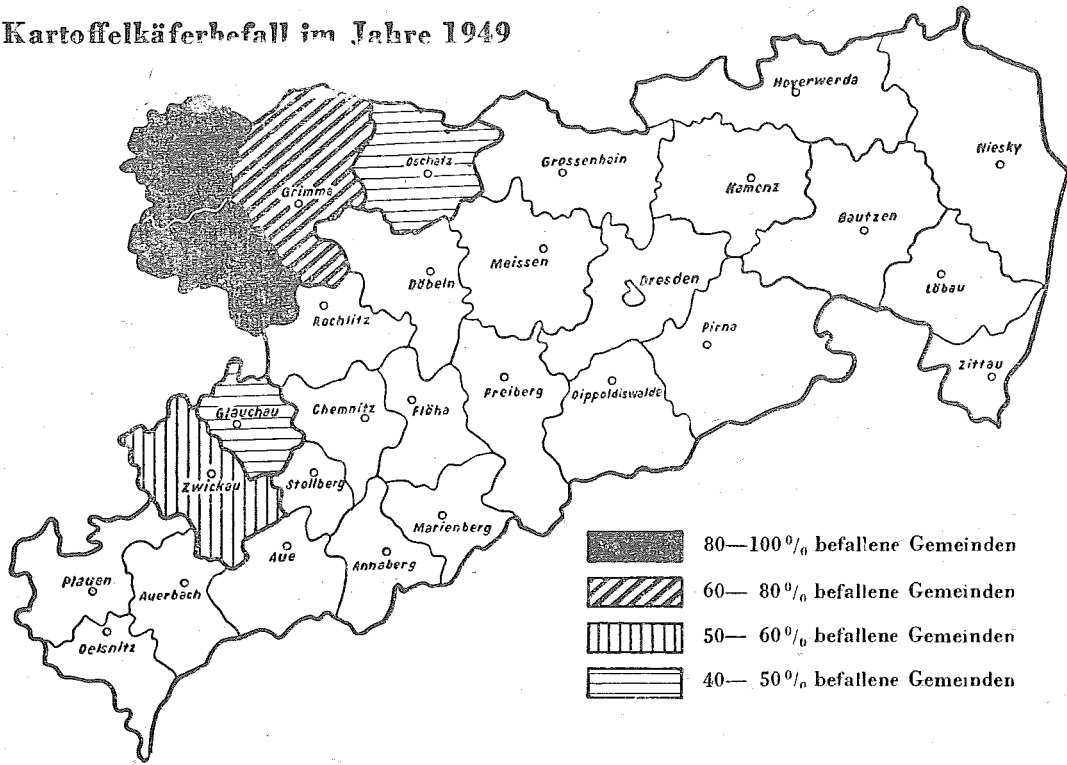 Kartoffelkäferbefall im Jahre 1949
Hoyerwerda
Niesky
Oschatz
Grossenhain
Kamenz
Grimma
Bautzen
Meissen
Döbeln
Dresden
Löbau
Rochlitz
Pirna
Zittau
Freiberg
Dippoldiswalde
Glauchau
Chemnitz
Flöha
Zwickau
Stollberg
Marienberg
Aue
Annaberg
Plauen
Auerbach
Oelsnitz
80—100% befallene Gemeinden
60— 80% befallene Gemeinden
50— 60% befallene Gemeinden
40— 50% befallene Gemeinden